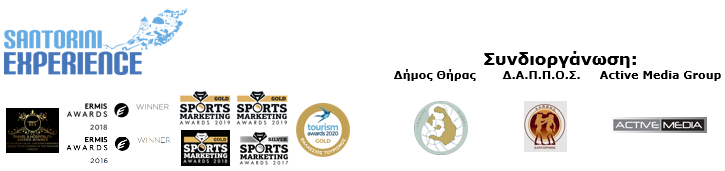 SANTORINI
EXPERIENCE
Συνδιοργάνωση:
Δήμος Θήρας Δ.Α.Π.Π.Ο.Σ. Active Media Group
ERMIS
AWARDS
WINNER
2018
ERMIS
AWARDS
WINNER
2016
GOLD
SPORTS
MARKETING
AWARDS 2019
GOLD
SPORTS
MARKETING
AWARDS 2019
GOLD
SPORTS
MARKETING
AWARDS 2018
SILVER
SPORTS
MARKETING
AWARDS 2017
tourism
awards 2020
GOLD
ACTIVE MEDIA